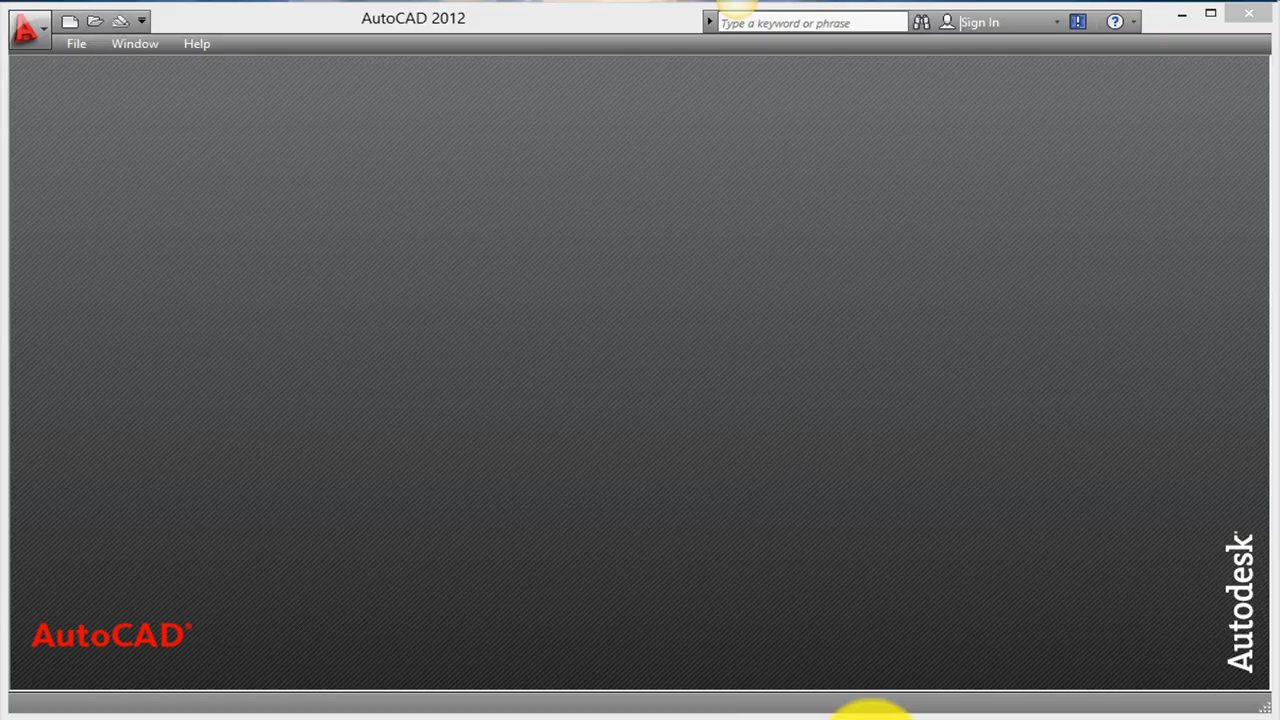 AutoCAD 2012
Type a keyword or phrase
Sign In
File Window Help
AutoCAD®
Autodesk®